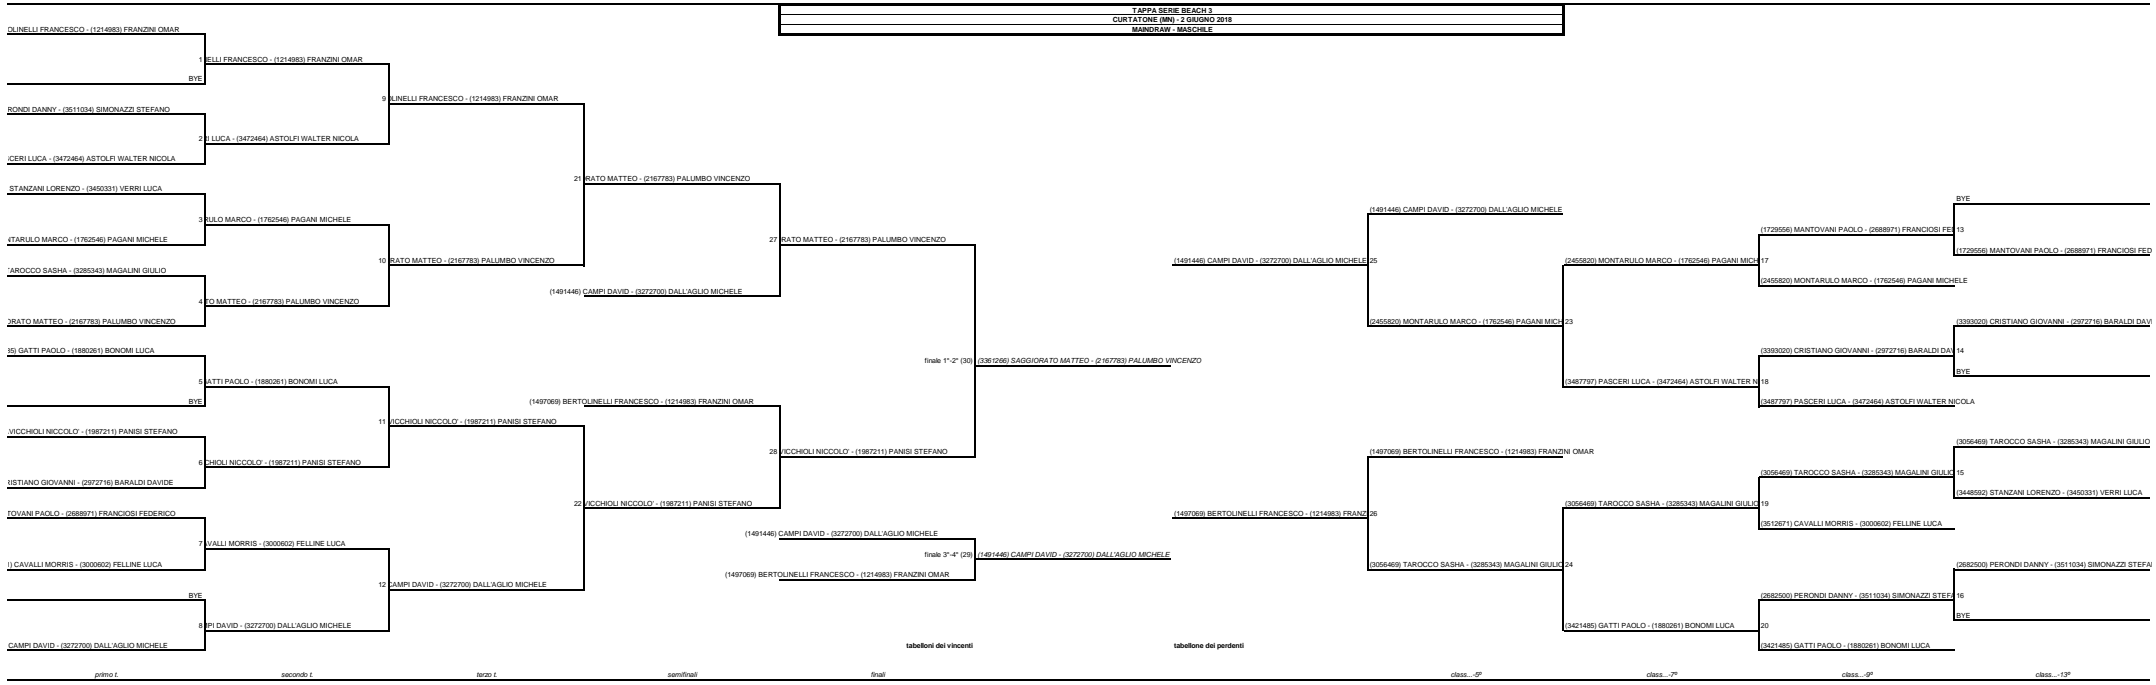 TAPPA SERIE BEACH 3
CURTATONE (MN) - 2 GIUGNO 2018
MAINDRAW - MASCHILE
OLINELLI FRANCESCO - (1214983) FRANZINI OMAR
BYE
RONDI DANNY - (3511034) SIMONAZZI STEFANO
CERI LUCA - (3472464) ASTOLFI WALTER NICOLA
STANZANI LORENZO - (3450331) VERRI LUCA
TARULO MARCO - (1762546) PAGANI MICHELE
TAROCCO SASHA - (3285343) MAGALINI GIULIO
ORATO MATTEO - (2167783) PALUMBO VINCENZO
GATTI PAOLO - (1880261) BONOMI LUCA
BYE
VICCHIOLI NICCOLO' - (1987211) PANISI STEFANO
RISTIANO GIOVANNI - (2972716) BARALDI DAVIDE
TOVANI PAOLO - (2688971) FRANCIOSI FEDERICO
) CAVALLI MORRIS - (3000602) FELLINE LUCA
BYE
CAMPI DAVID - (3272700) DALL'AGLIO MICHELE
primo t.
1 ELLI FRANCESCO - (1214983) FRANZINI OMAR
2 I LUCA - (3472464) ASTOLFI WALTER NICOLA
3 RULO MARCO - (1762546) PAGANI MICHELE
4 TO MATTEO - (2167783) PALUMBO VINCENZO
5 ATTI PAOLO - (1880261) BONOMI LUCA
6 CHIOLI NICCOLO' - (1987211) PANISI STEFANO
7 AVALLI MORRIS - (3000602) FELLINE LUCA
8 PI DAVID - (3272700) DALL'AGLIO MICHELE
secondo t.
9 LINELLI FRANCESCO - (1214983) FRANZINI OMAR
10 RATO MATTEO - (2167783) PALUMBO VINCENZO
11 VICCHIOLI NICCOLO' - (1987211) PANISI STEFANO
12 CAMPI DAVID - (3272700) DALL'AGLIO MICHELE
terzo t.
21 RATO MATTEO - (2167783) PALUMBO VINCENZO
(1491446) CAMPI DAVID - (3272700) DALL'AGLIO MICHELE
(1497069) BERTOLINELLI FRANCESCO - (1214983) FRANZINI OMAR
22 VICCHIOLI NICCOLO' - (1987211) PANISI STEFANO
semifinali
27 RATO MATTEO - (2167783) PALUMBO VINCENZO
28 VICCHIOLI NICCOLO' - (1987211) PANISI STEFANO
(1491446) CAMPI DAVID - (3272700) DALL'AGLIO MICHELE
(1497069) BERTOLINELLI FRANCESCO - (1214983) FRANZINI OMAR
finali
finale 1°-2° (30) (3361266) SAGGIORATO MATTEO - (2167783) PALUMBO VINCENZO
finale 3°-4° (29) (1491446) CAMPI DAVID - (3272700) DALL'AGLIO MICHELE
tabelloni dei vincenti
tabellone dei perdenti
(1491446) CAMPI DAVID - (3272700) DALL'AGLIO MICHELE 25
(1497069) BERTOLINELLI FRANCESCO - (1214983) FRANZ 26
(1491446) CAMPI DAVID - (3272700) DALL'AGLIO MICHELE
(2455820) MONTARULO MARCO - (1762546) PAGANI MICH 23
(1497069) BERTOLINELLI FRANCESCO - (1214983) FRANZINI OMAR
(3056469) TAROCCO SASHA - (3285343) MAGALINI GIULIO 24
class...-5°
(2455820) MONTARULO MARCO - (1762546) PAGANI MICH 17
(3487797) PASCERI LUCA - (3472464) ASTOLFI WALTER N 18
(3056469) TAROCCO SASHA - (3285343) MAGALINI GIULIO 19
(3421485) GATTI PAOLO - (1880261) BONOMI LUCA 20
class...-7°
(1729556) MANTOVANI PAOLO - (2688971) FRANCIOSI FED 13
(2455820) MONTARULO MARCO - (1762546) PAGANI MICHELE
(3393020) CRISTIANO GIOVANNI - (2972716) BARALDI DAV 14
(3487797) PASCERI LUCA - (3472464) ASTOLFI WALTER NICOLA
(3056469) TAROCCO SASHA - (3285343) MAGALINI GIULIO 15
(3512671) CAVALLI MORRIS - (3000602) FELLINE LUCA
(2682500) PERONDI DANNY - (3511034) SIMONAZZI STEFA 16
(3421485) GATTI PAOLO - (1880261) BONOMI LUCA
class...-9°
BYE
(1729556) MANTOVANI PAOLO - (2688971) FRANCIOSI FED
(3393020) CRISTIANO GIOVANNI - (2972716) BARALDI DAVI
BYE
(3056469) TAROCCO SASHA - (3285343) MAGALINI GIULIO
(3448592) STANZANI LORENZO - (3450331) VERRI LUCA
(2682500) PERONDI DANNY - (3511034) SIMONAZZI STEFA
BYE
class...-13°